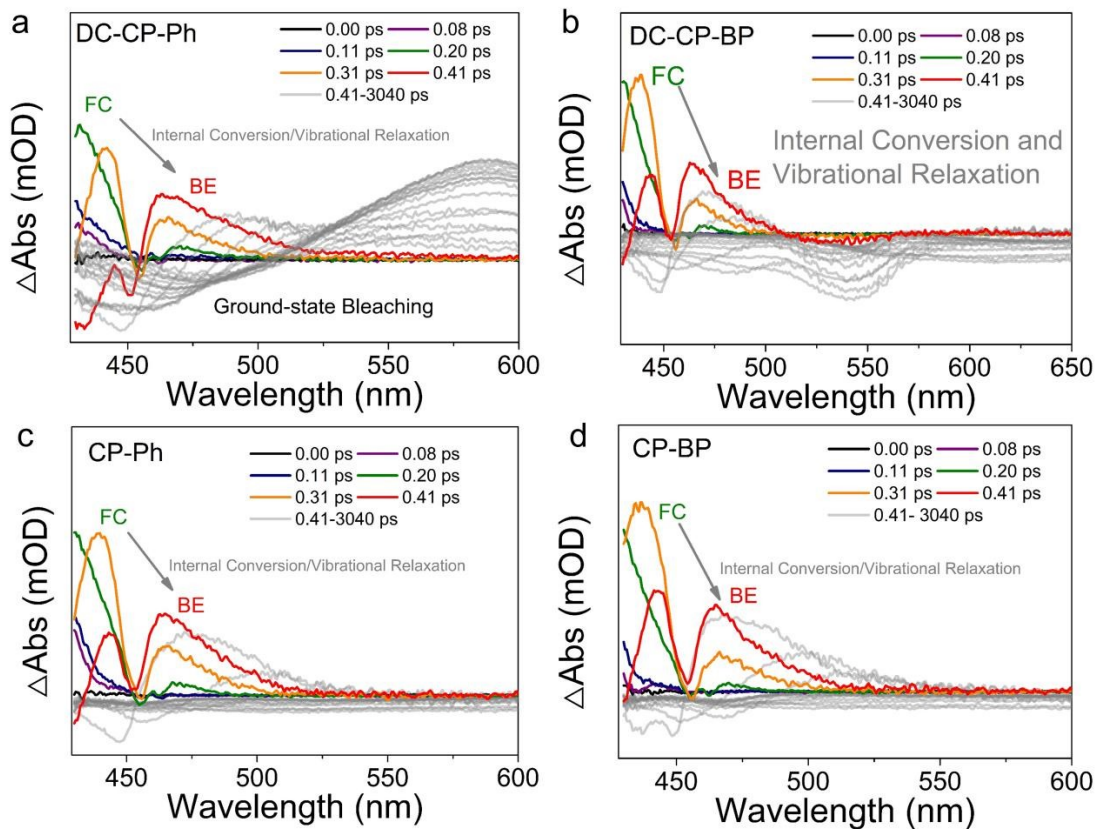 a
DC-CP-Ph
0.00 ps 0.08 ps
0.11 ps 0.20 ps
0.31 ps 0.41 ps
0.41-3040 ps
FC
Internal Conversion/Vibrational Relaxation
BE
Ground-state Bleaching
△Abs (mOD)
450 500 550 600
Wavelength (nm)
b
DC-CP-BP
0.00 ps 0.08 ps
0.11 ps 0.20 ps
0.31 ps 0.41 ps
0.41-3040 ps
FC
Internal Conversion and
Vibrational Relaxation
BE
△Abs (mOD)
450 500 550 600 650
Wavelength (nm)
c
CP-Ph
0.00 ps 0.08 ps
0.11 ps 0.20 ps
0.31 ps 0.41 ps
0.41-3040 ps
FC
Internal Conversion/Vibrational Relaxation
BE
△Abs (mOD)
450 500 550 600
Wavelength (nm)
d
CP-BP
0.00 ps 0.08 ps
0.11 ps 0.20 ps
0.31 ps 0.41 ps
0.41- 3040 ps
FC
Internal Conversion/Vibrational Relaxation
BE
△Abs (mOD)
450 500 550 600
Wavelength (nm)